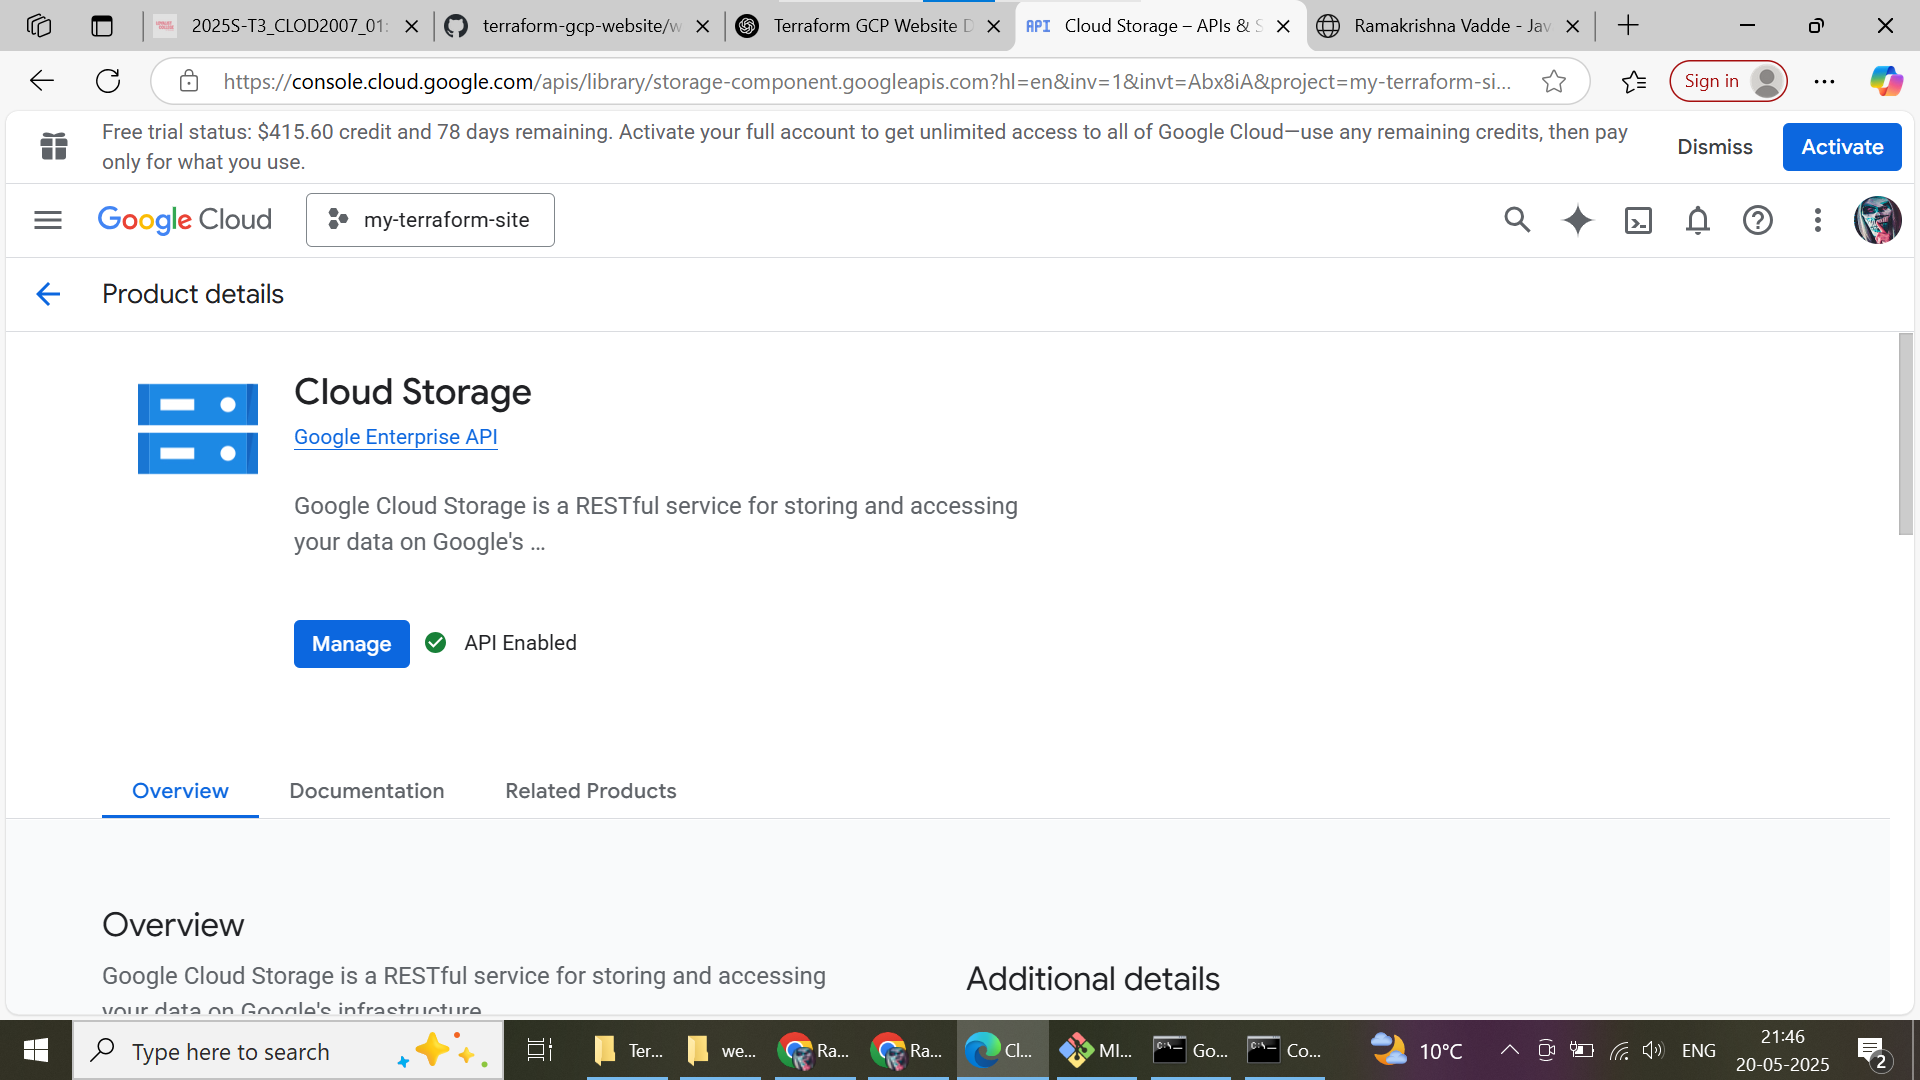 2025S-T3_CLOD2007_01:
terraform-gcp-website/w
Terraform GCP Website D
API Cloud Storage – APIs & S
Ramakrishna Vadde - Jav
https://console.cloud.google.com/apis/library/storage-component.googleapis.com?hl=en&inv=1&invt=Abx8iA&project=my-terraform-si...
Sign in
Free trial status: $415.60 credit and 78 days remaining. Activate your full account to get unlimited access to all of Google Cloud—use any remaining credits, then pay
only for what you use.
Dismiss
Activate
Google Cloud
my-terraform-site
Product details
Cloud Storage
Google Enterprise API
Google Cloud Storage is a RESTful service for storing and accessing
your data on Google's ...
Manage
API Enabled
Overview
Documentation
Related Products
Overview
Google Cloud Storage is a RESTful service for storing and accessing
your data on Google's infrastructure
Additional details
Type here to search
Ter...
we...
Ra...
Ra...
Cl...
MI...
Go...
Co...
10°C
ENG
21:46
20-05-2025
2